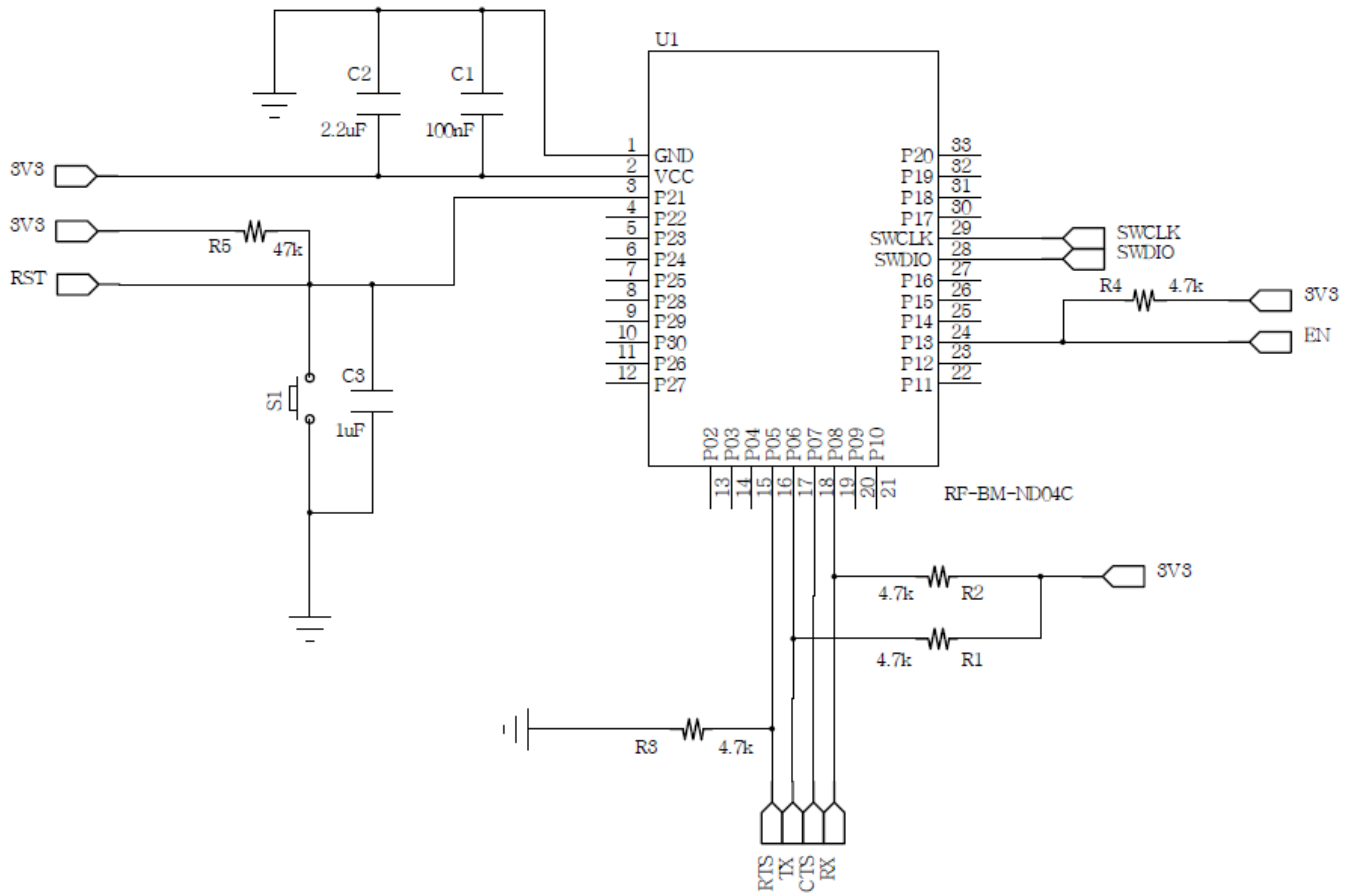 U1
C2
C1
2.2uF
100nF
3V3
3V3
R5
47k
RST
S1
C3
1uF
1
GND
2
VCC
3
P21
4
P22
5
P23
6
P24
7
P25
8
P28
9
P29
10
P30
11
P26
12
P27
P20
33
P19
32
P18
31
P17
30
SWCLK
29
SWDIO
28
P16
27
P15
26
P14
25
P13
24
P12
23
P11
22
SWCLK
SWDIO
R4
4.7k
3V3
EN
P02
P03
P04
P05
P06
P07
P08
P09
P10
13
14
15
16
17
18
19
20
21
RF-BM-ND04C
4.7k
R2
3V3
4.7k
R1
R3
4.7k
RTS
TX
CTS
RX